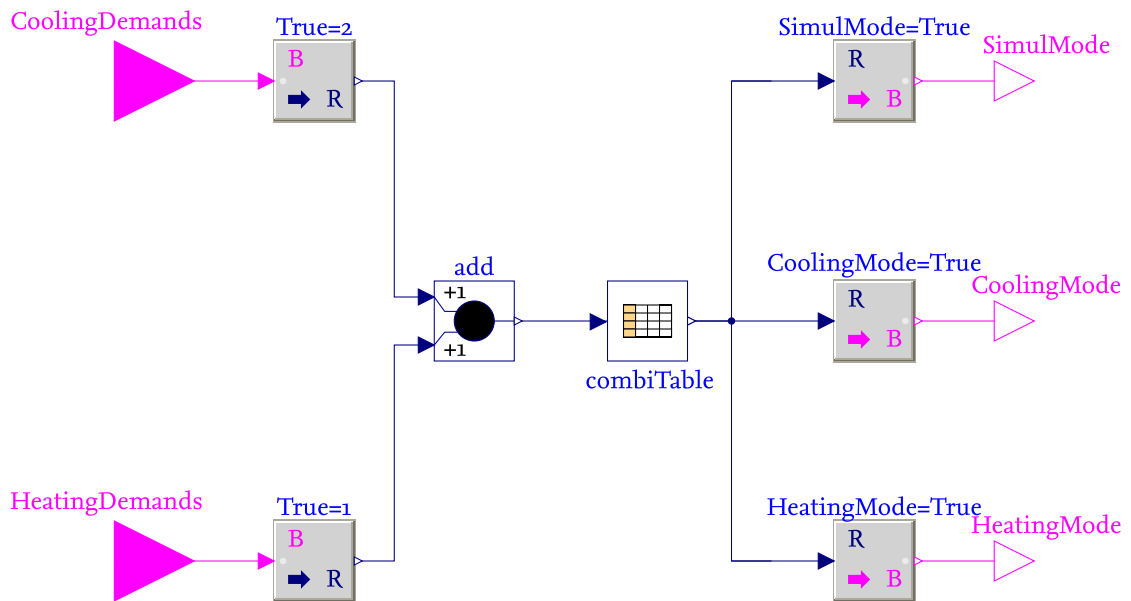 CoolingDemands
True=2
B
R
SimulMode=True
R
B
SimulMode
add
+1
+1
combiTable
CoolingMode=True
R
B
CoolingMode
HeatingDemands
True=1
B
R
HeatingMode=True
R
B
HeatingMode